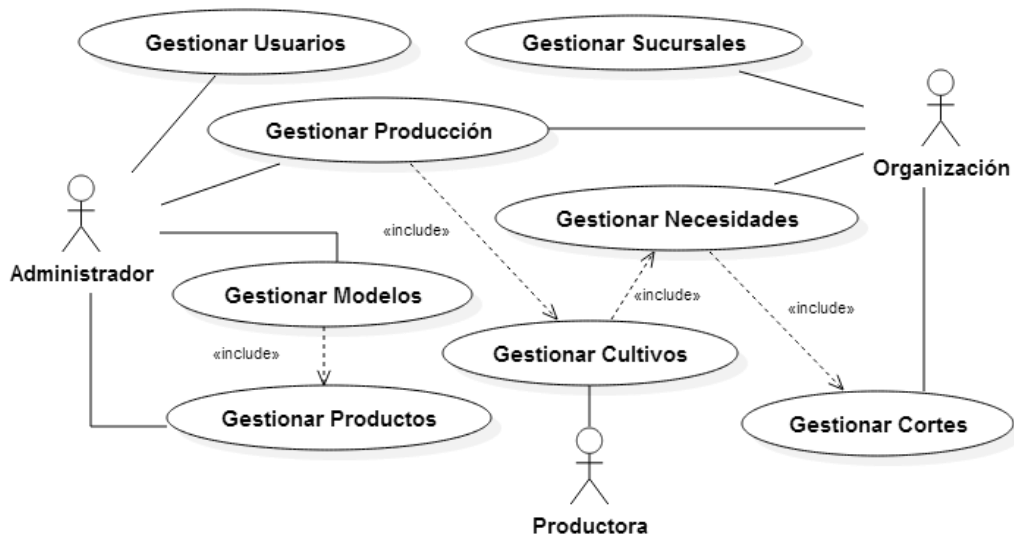 Gestionar Usuarios
Gestionar Sucursales
Gestionar Producción
Organización
Gestionar Necesidades
«include»
Administrador
Gestionar Modelos
«include»
«include»
«include»
Gestionar Cultivos
Gestionar Productos
Gestionar Cortes
Productora